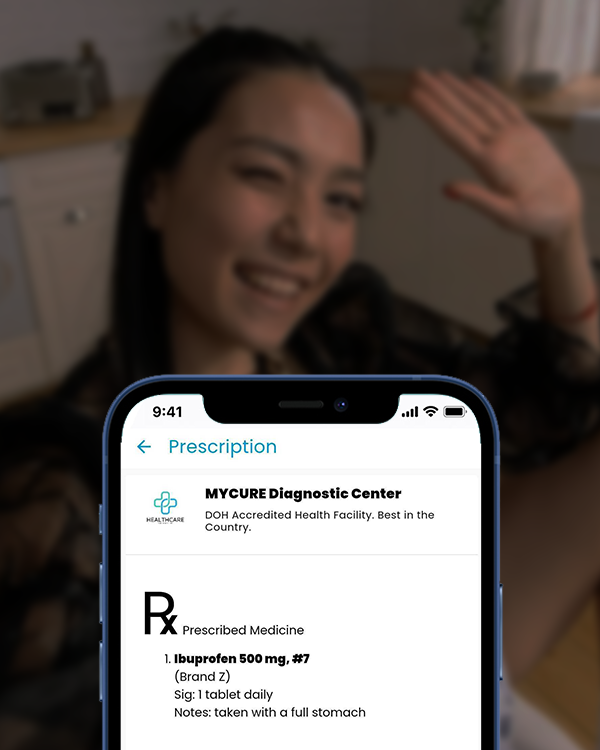 9:41
Prescription
MYCURE Diagnostic Center
HEALTHCARE
DOH Accredited Health Facility. Best in the
Country.
Rx Prescribed Medicine
1. Ibuprofen 500 mg, #7
(Brand Z)
Sig: 1 tablet daily
Notes: taken with a full stomach